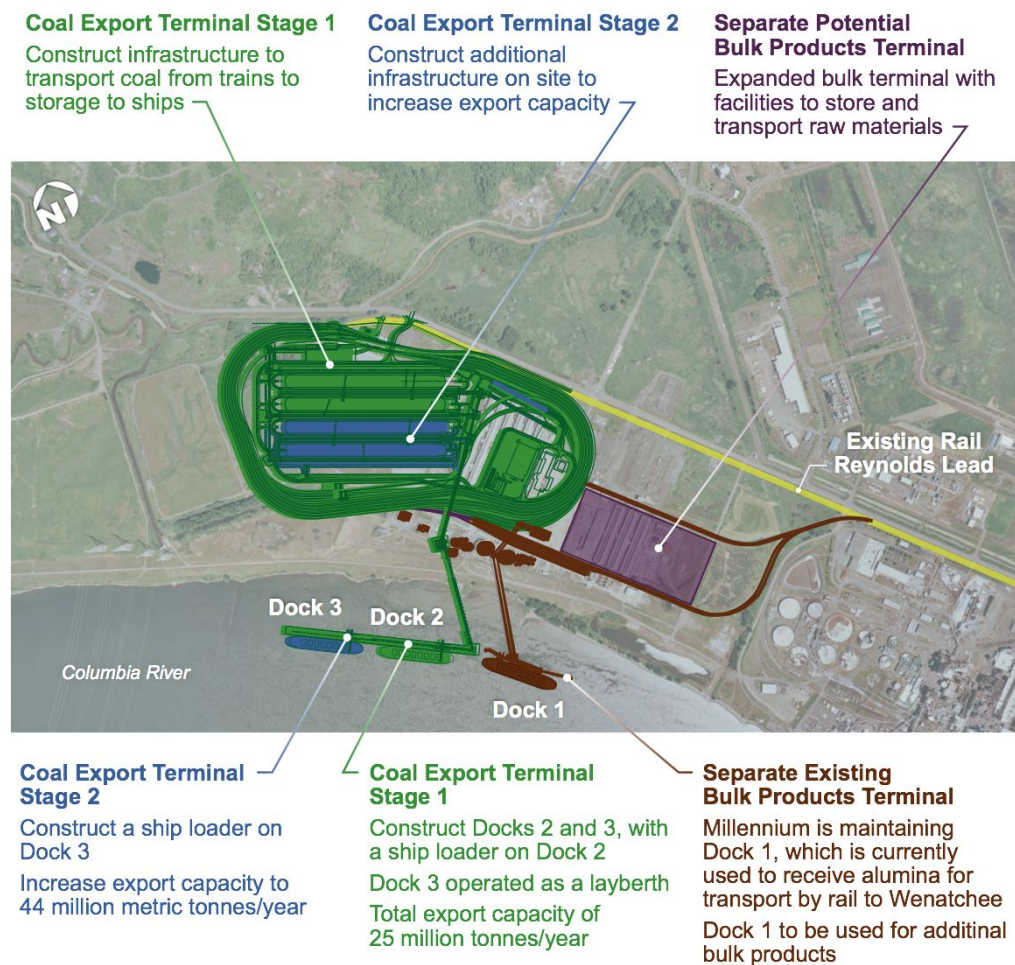 Coal Export Terminal Stage 1
Construct infrastructure to
transport coal from trains to
storage to ships
Coal Export Terminal Stage 2
Construct additional
infrastructure on site to
increase export capacity
Separate Potential
Bulk Products Terminal
Expanded bulk terminal with
facilities to store and
transport raw materials
N
Existing Rail
Reynolds Lead
Dock 3
Dock 2
Columbia River
Dock 1
Coal Export Terminal
Stage 2
Construct a ship loader on
Dock 3
Increase export capacity to
44 million metric tonnes/year
Coal Export Terminal
Stage 1
Construct Docks 2 and 3, with
a ship loader on Dock 2
Dock 3 operated as a layberth
Total export capacity of
25 million tonnes/year
Separate Existing
Bulk Products Terminal
Millennium is maintaining
Dock 1, which is currently
used to receive alumina for
transport by rail to Wenatchee
Dock 1 to be used for additinal
bulk products